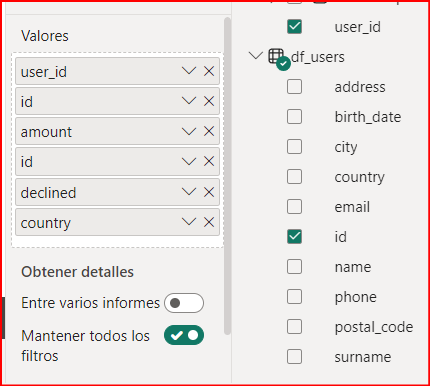 Valores
user_id
id
amount
id
declined
country
Obtener detalles
Entre varios informes
Mantener todos los
filtros
user_id
df_users
address
birth_date
city
country
email
id
name
phone
postal_code
surname